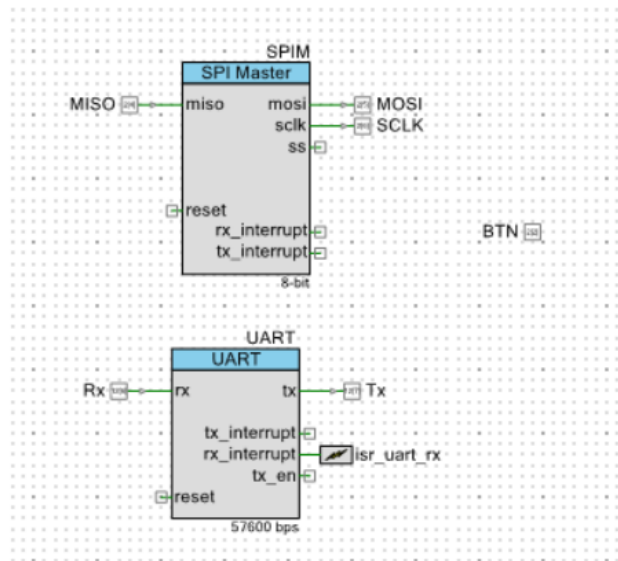 SPIM
SPI Master
MISO miso mosi MOSI
sclk SCLK
ss
reset
rx_interrupt BTN
tx_interrupt
8-bit
UART
UART
Rx rx tx Tx
tx_interrupt
rx_interrupt isr_uart_rx
tx_en
reset
57600 bps